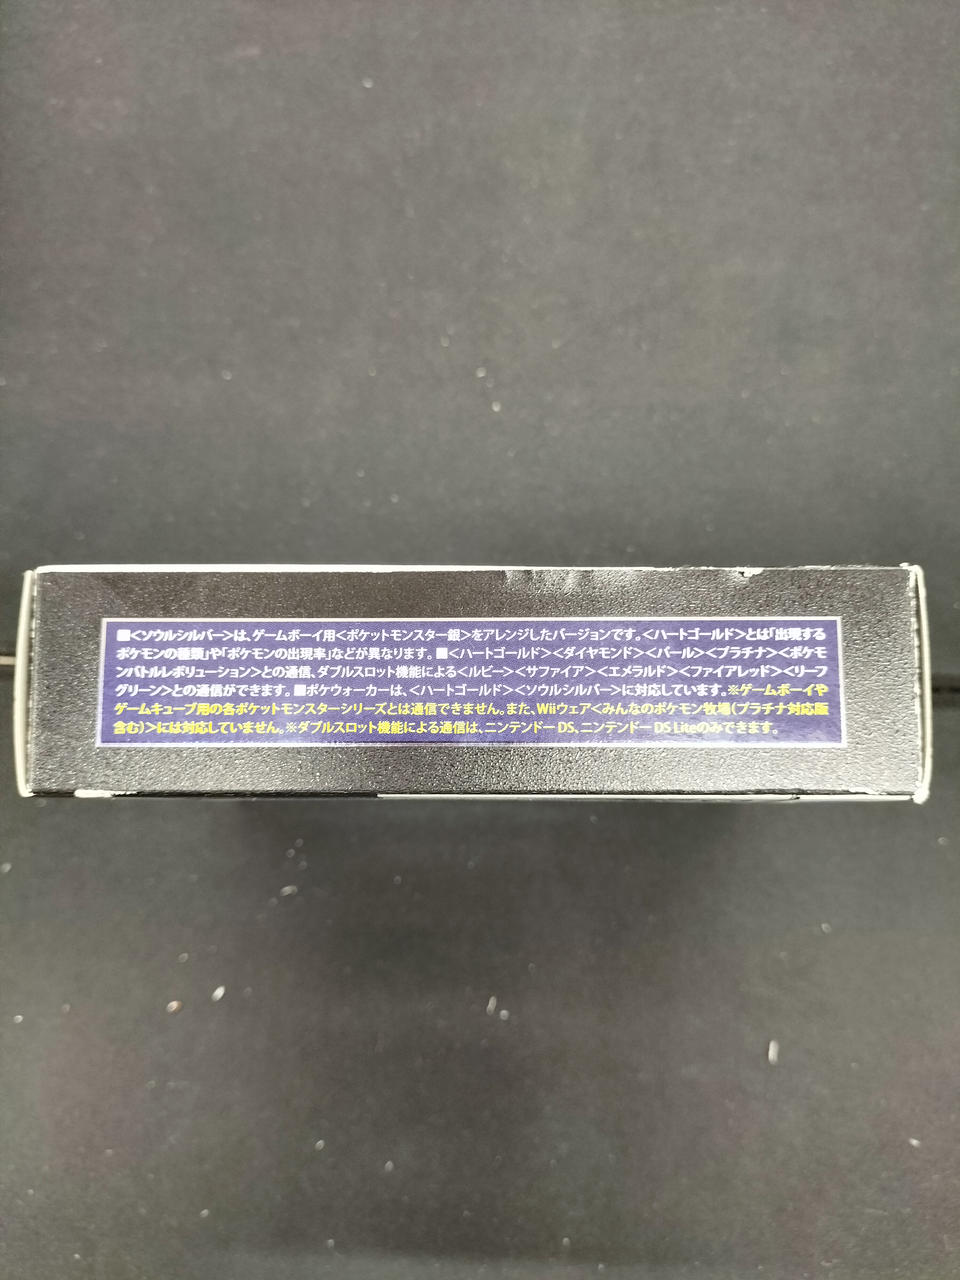 ■<ソウルシルバー>は、ゲームボーイ用<ポケットモンスター銀>をアレンジしたバージョンです。<ハートゴールド>とは「出現する
ポケモンの種類」や「ポケモンの出現率」などが異なります。■<ハートゴールド><ダイヤモンド><パール><プラチナ><ポケモ
ンバトルレボリューション>との通信、ダブルスロット機能による<ルビー><サファイア><エメラルド><ファイアレッド><リーフ
グリーン>との通信ができます。■ポケウォーカーは、<ハートゴールド><ソウルシルバー>に対応しています。※ゲームボーイや
ゲームキューブ用の各ポケットモンスターシリーズとは通信できません。また、Wiiウェア<みんなのポケモン牧場(プラチナ対応版
含む)>には対応していません。※ダブルスロット機能による通信は、ニンテンドーDS、ニンテンドーDS Liteのみできます。